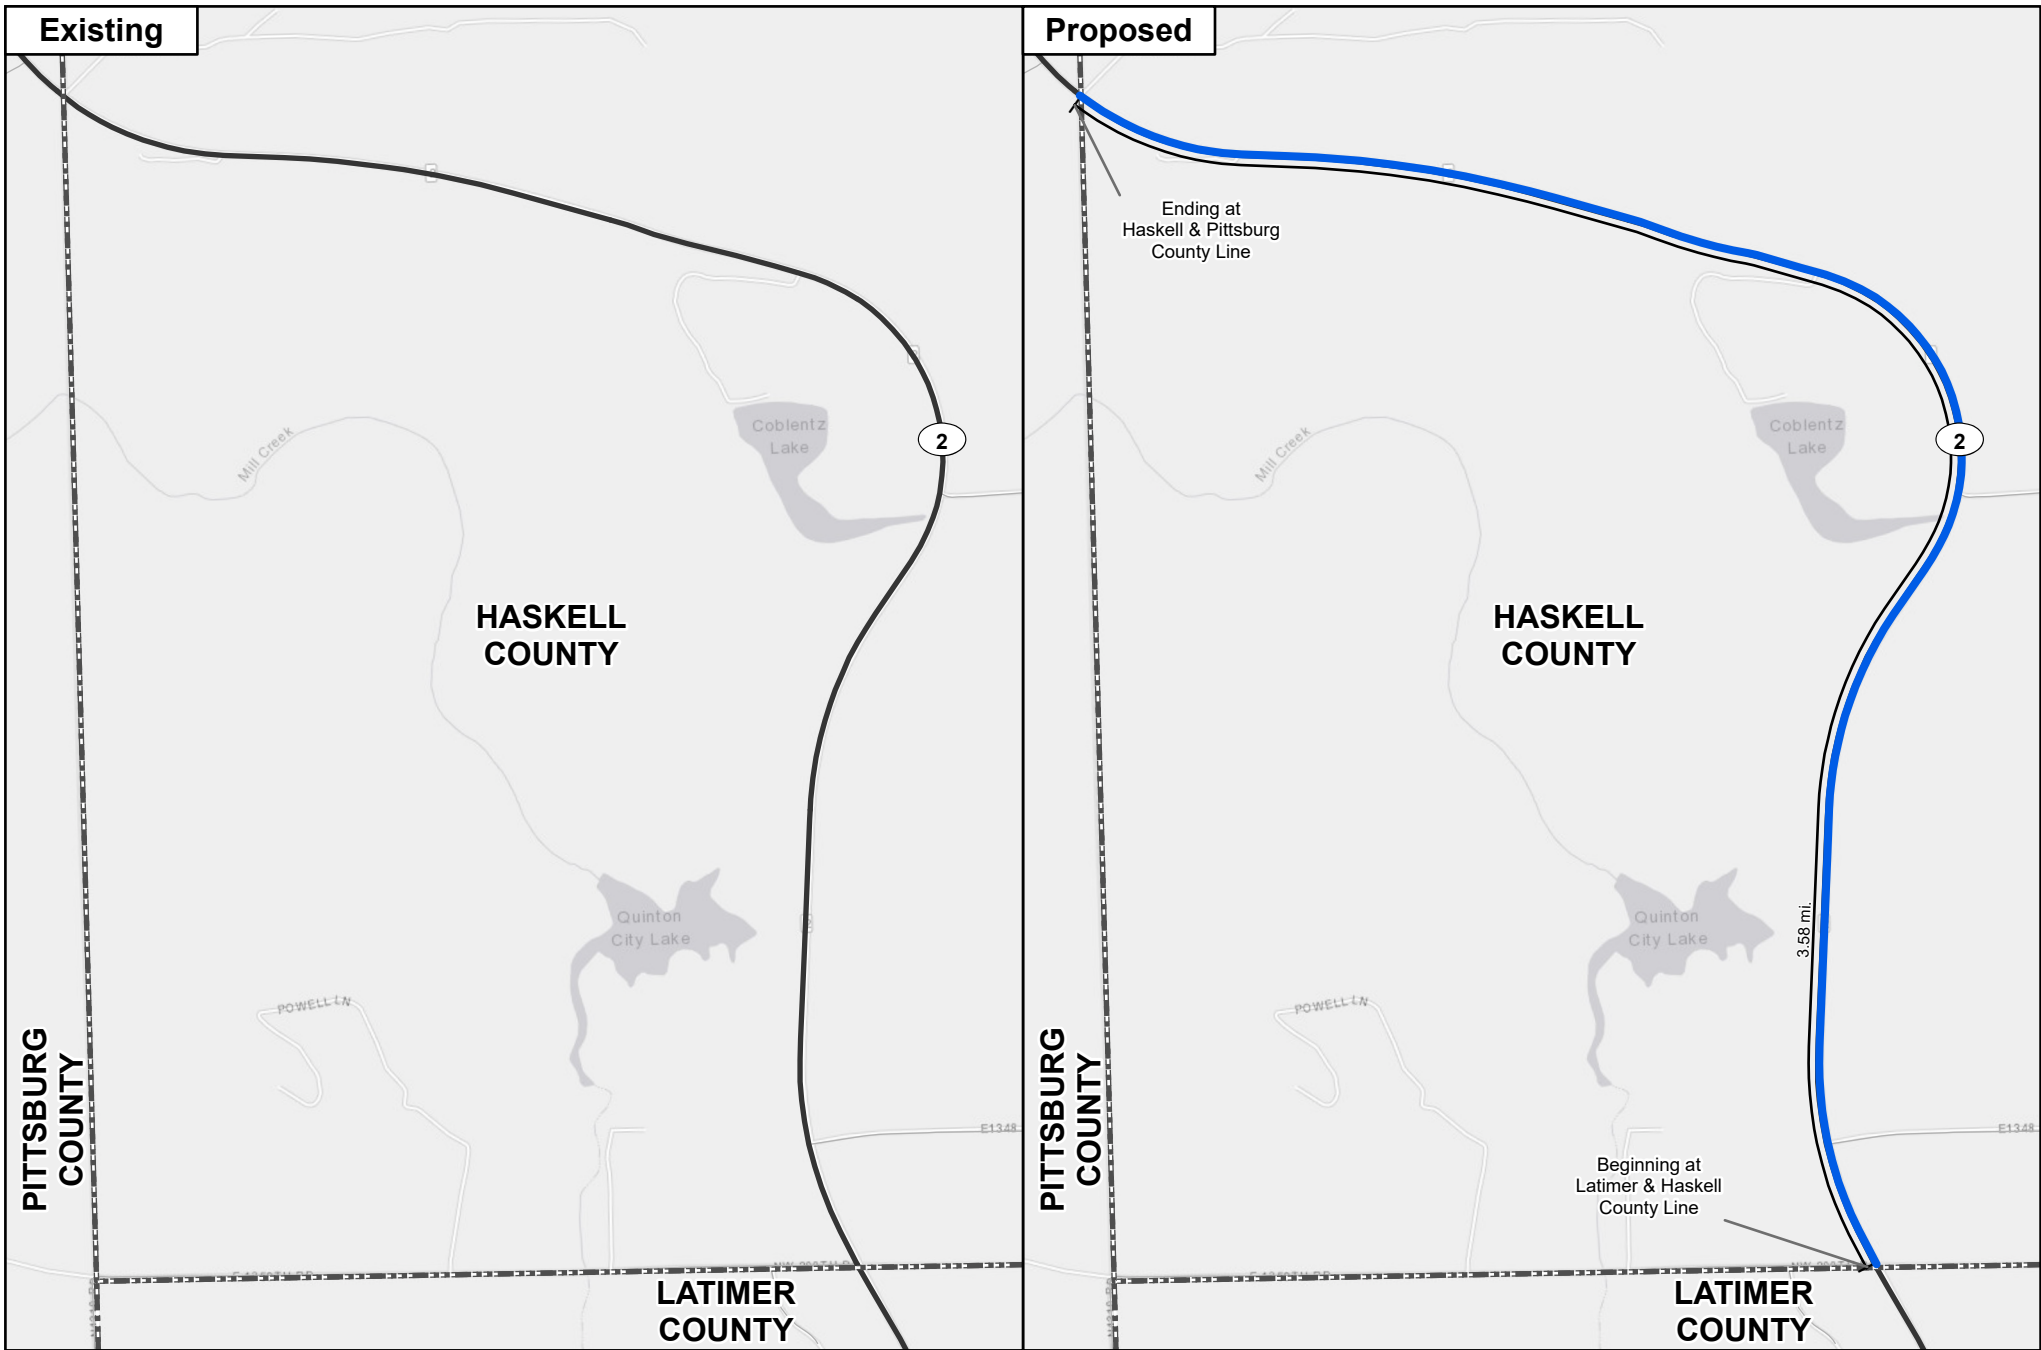 Existing
Mill Creek
Coblentz
Lake
2
HASKELL
COUNTY
Quinton
City Lake
POWELL LN
PITTSBURG
COUNTY
E1348
LATIMER
COUNTY
Proposed
Ending at
Haskell & Pittsburg
County Line
Mill Creek
Coblentz
Lake
2
HASKELL
COUNTY
3.58 mi.
Quinton
City Lake
POWELL LN
PITTSBURG
COUNTY
E1348
Beginning at
Latimer & Haskell
County Line
LATIMER
COUNTY